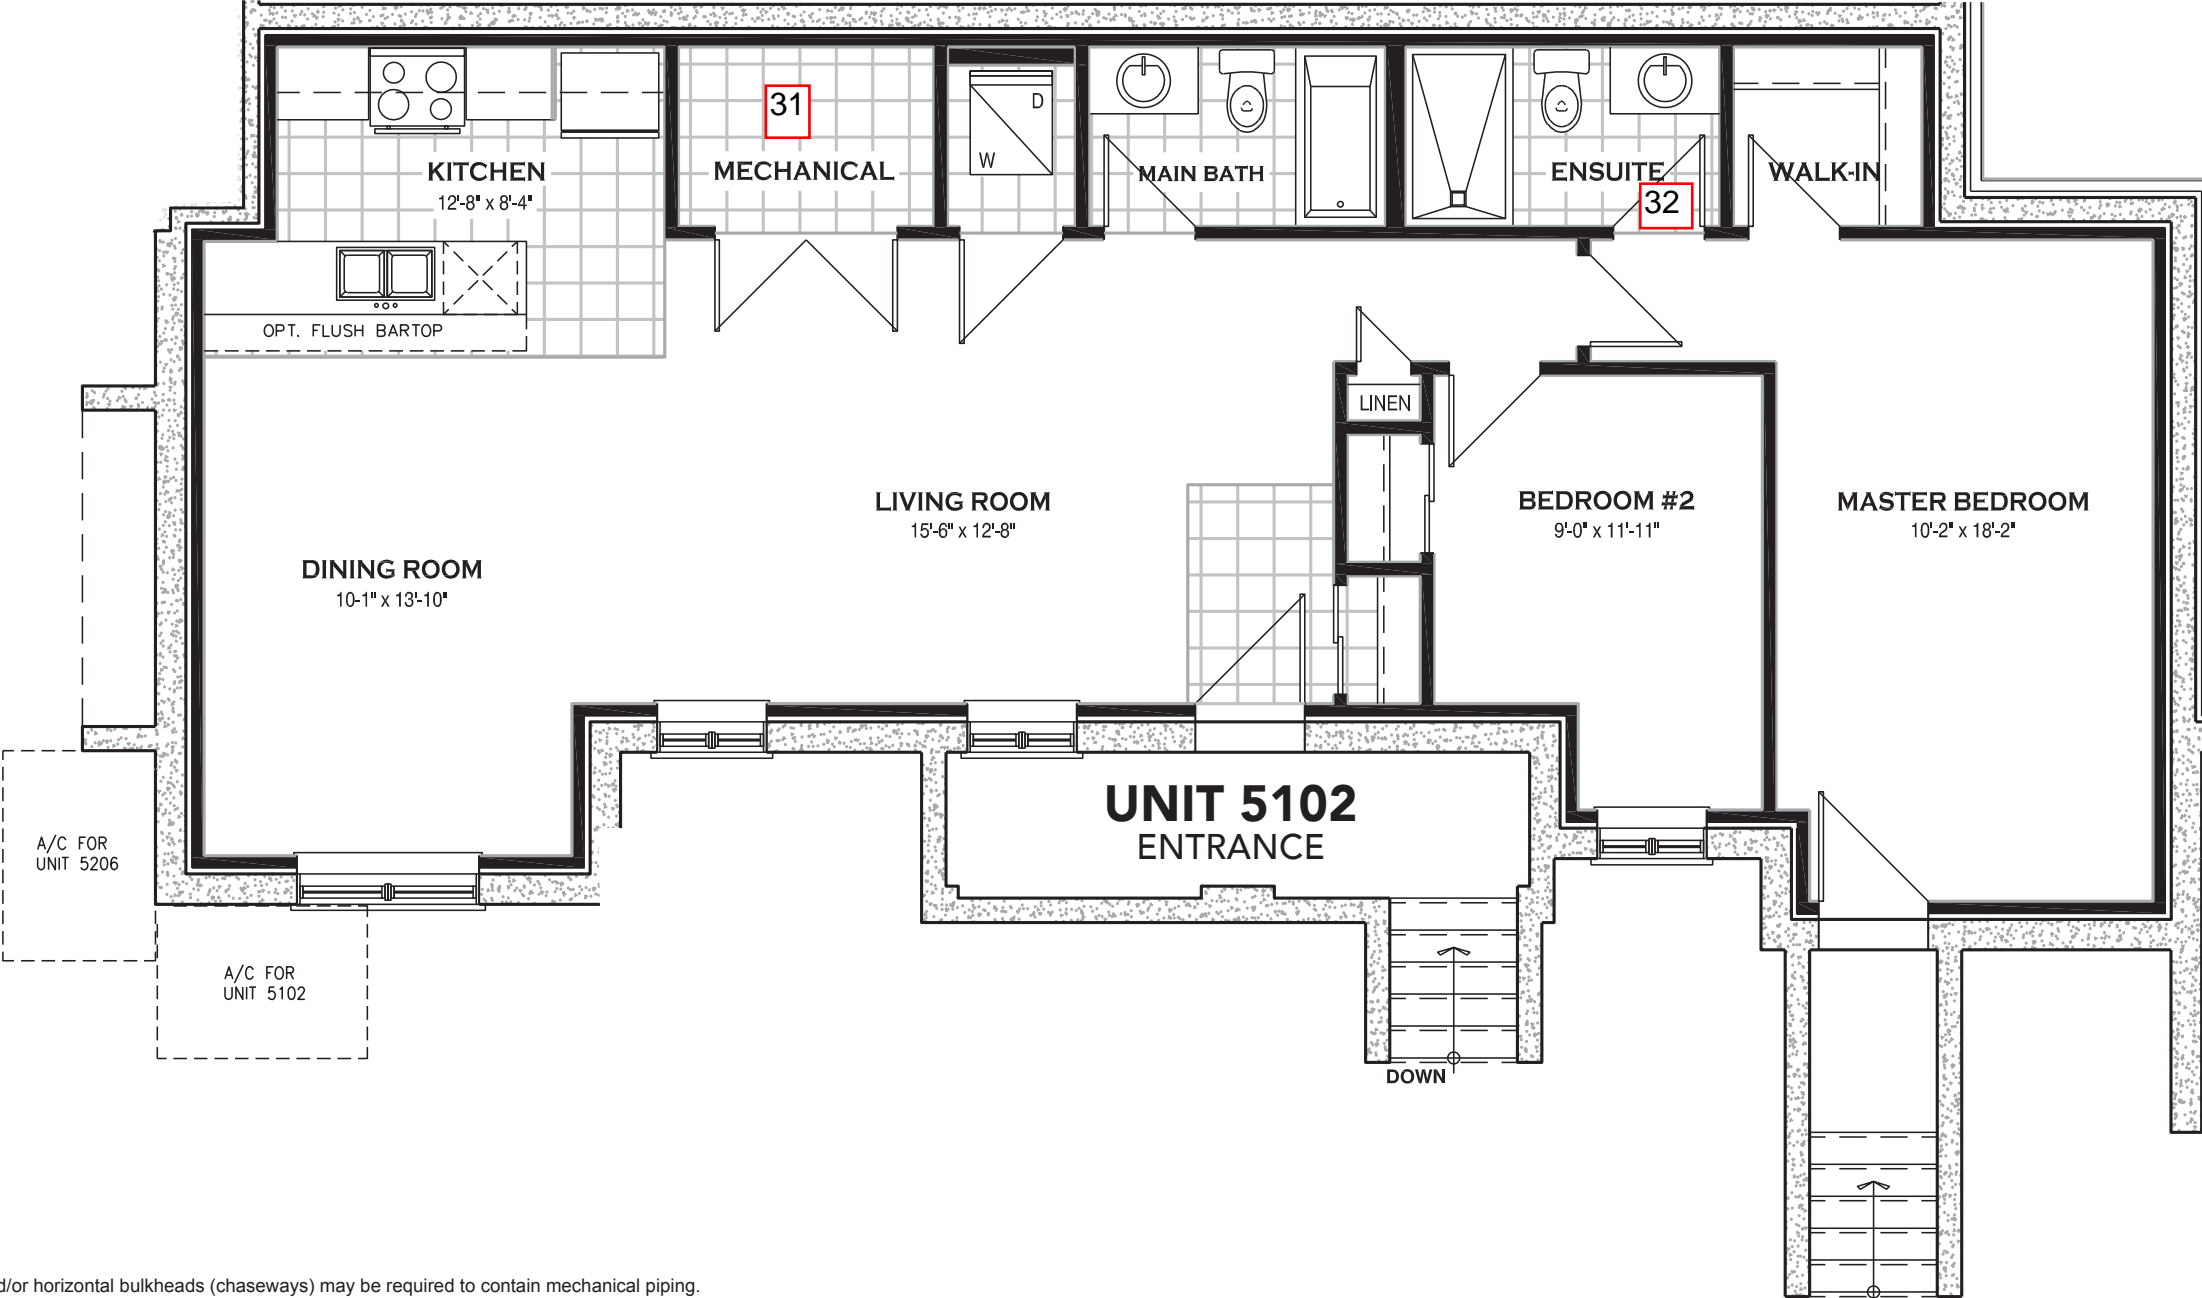 31
D
W
KITCHEN
12'-8" x 8'-4"
MECHANICAL
MAIN BATH
ENSUITE
32
WALK-IN
OPT. FLUSH BARTOP
LINEN
LIVING ROOM
15'-6" x 12'-8"
BEDROOM #2
9'-0" x 11'-11"
MASTER BEDROOM
10'-2" x 18'-2"
DINING ROOM
10-1" x 13'-10"
UNIT 5102
ENTRANCE
A/C FOR
UNIT 5206
A/C FOR
UNIT 5102
DOWN
d/or horizontal bulkheads (chaseways) may be required to contain mechanical piping.